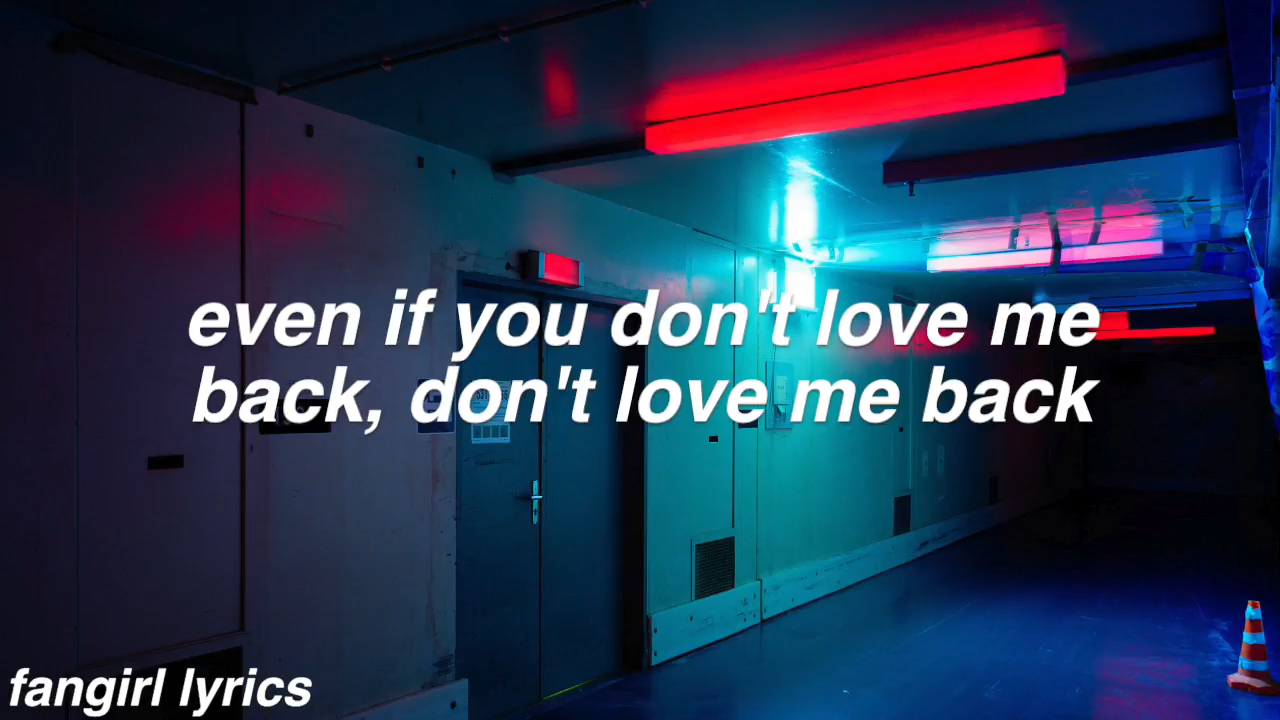 even if you don't love me
back, don't love me back
fangirl lyrics